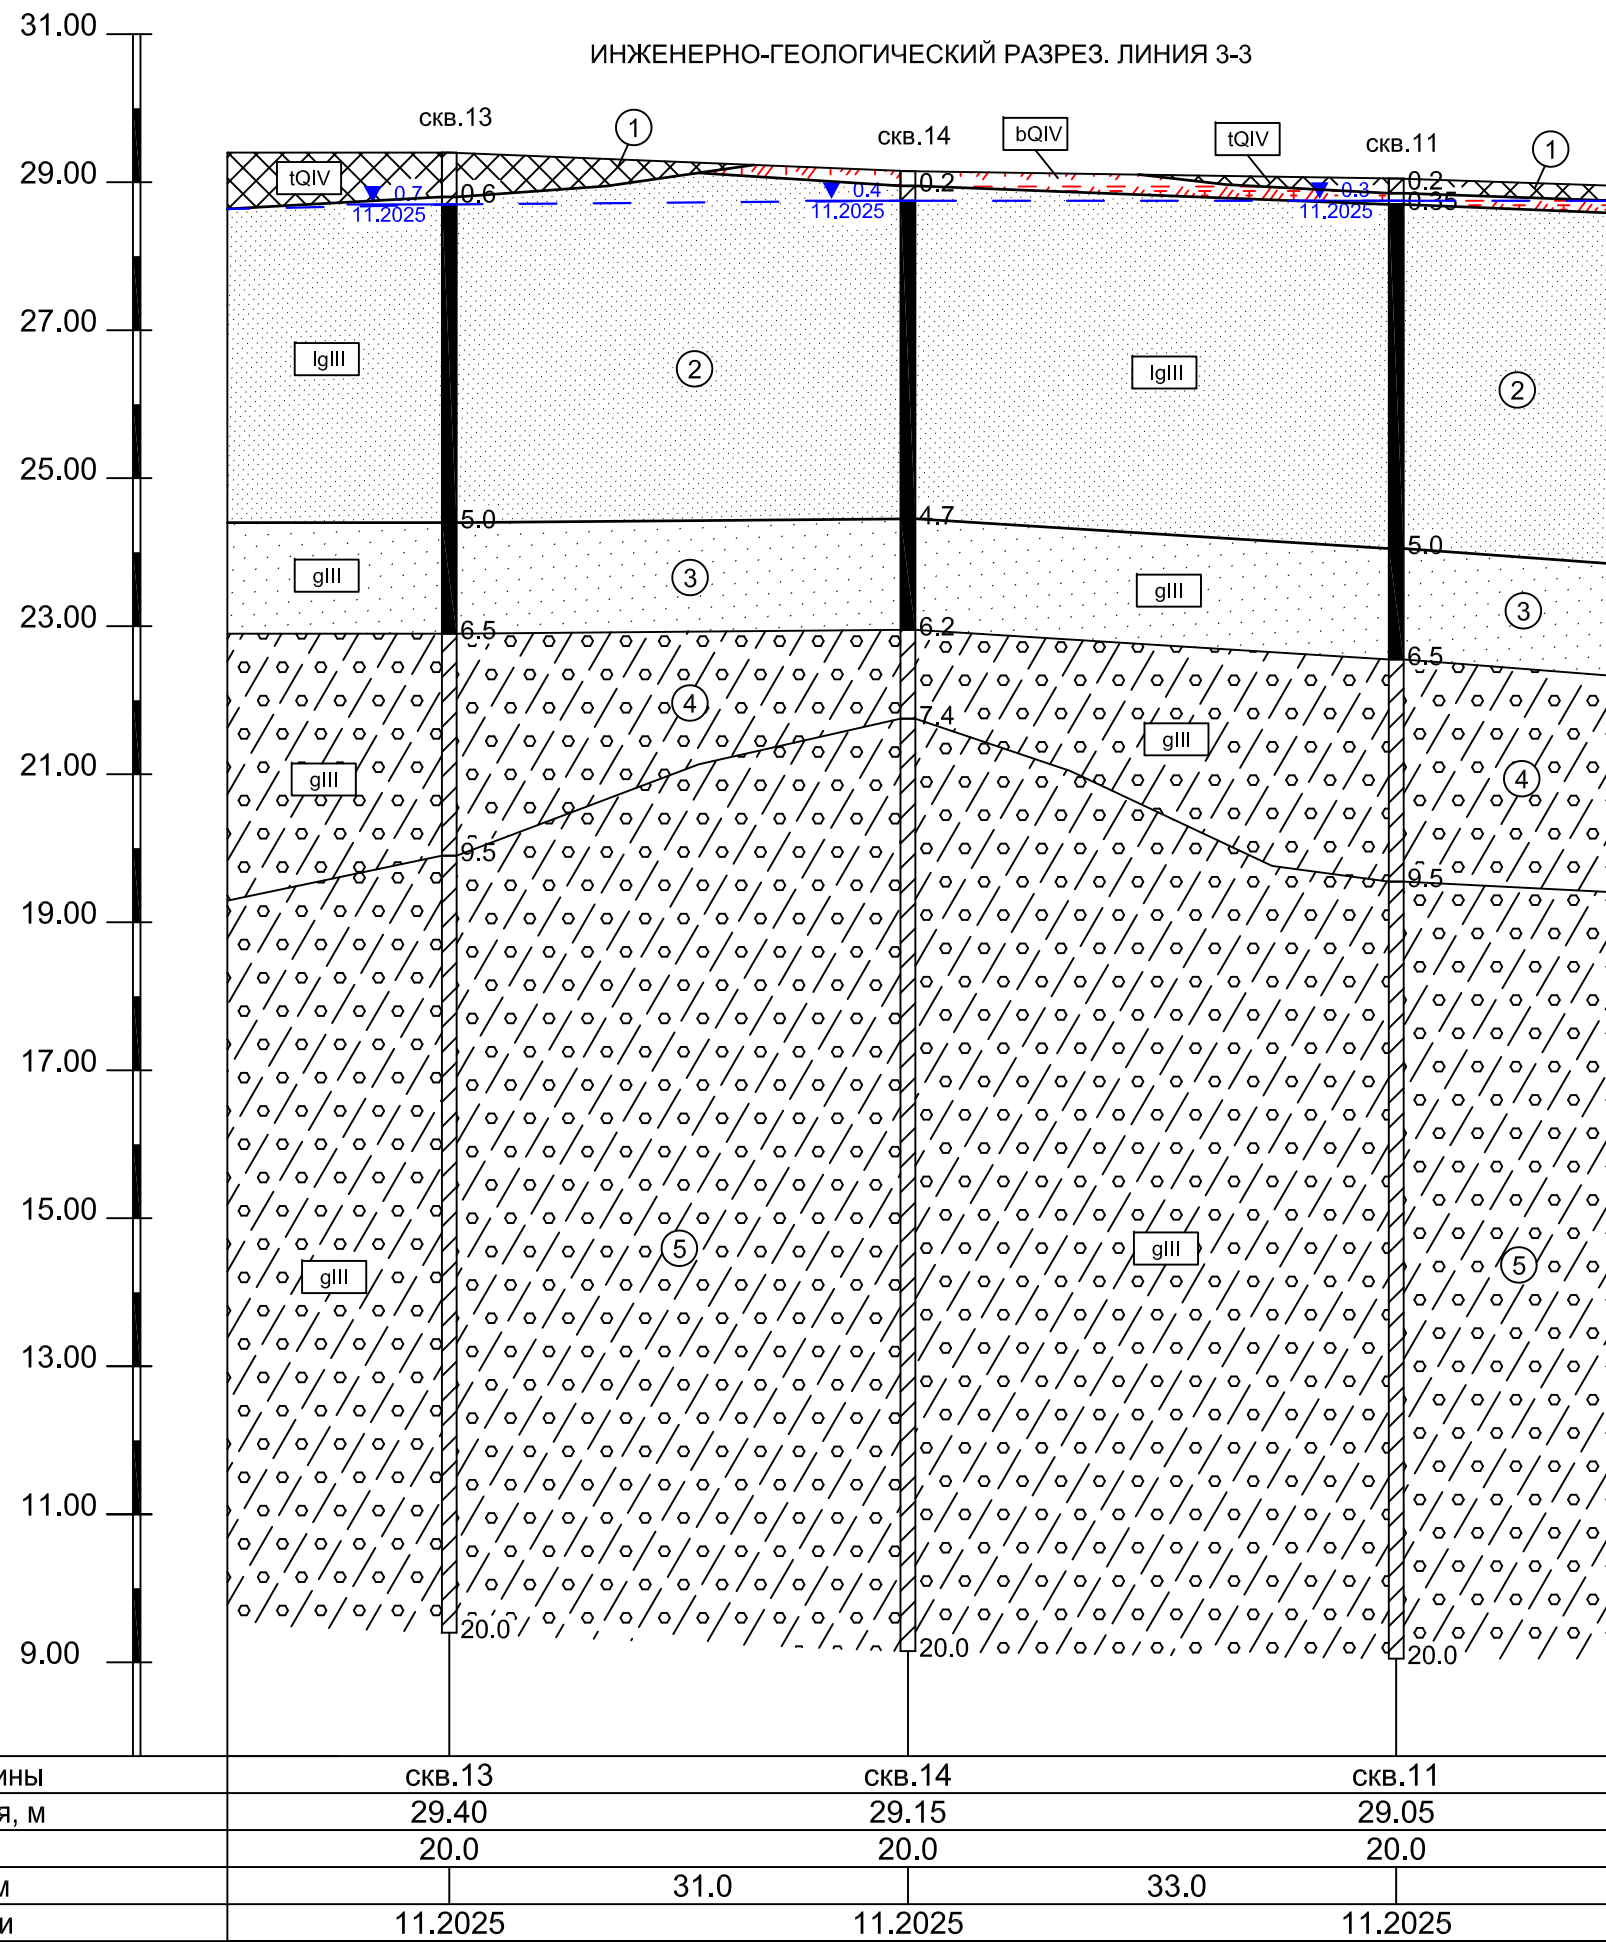 ИНЖЕНЕРНО-ГЕОЛОГИЧЕСКИЙ РАЗРЕЗ. ЛИНИЯ 3-3
31.00
29.00
27.00
25.00
23.00
21.00
19.00
17.00
15.00
13.00
11.00
9.00
скв.13
1
скв.14
bQIV
tQIV
скв.11
1
tQIV
0.7
11.2025
0.6
0.4
11.2025
0.2
0.3
11.2025
0.2
0.35
lgIII
2
lgIII
2
5.0
4.7
5.0
gIII
3
gIII
3
6.5
6.2
6.5
4
7.4
gIII
gIII
4
9.5
9.5
gIII
5
gIII
5
20.0
20.0
20.0
ины скв.13 скв.14 скв.11
я, м 29.40 29.15 29.05
20.0 20.0 20.0
м 31.0 33.0
и 11.2025 11.2025 11.2025